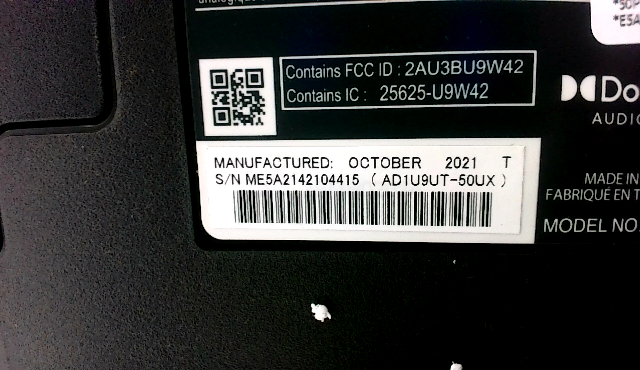 Contains FCC ID : 2AU3BU9W42
Contains IC : 25625-U9W42
AUDIO
MANUFACTURED: OCTOBER 2021 T
S/N ME5A2142104415 ( AD1U9UT-50UX )
MADE IN
FABRIQUÉ EN T
MODEL NO.